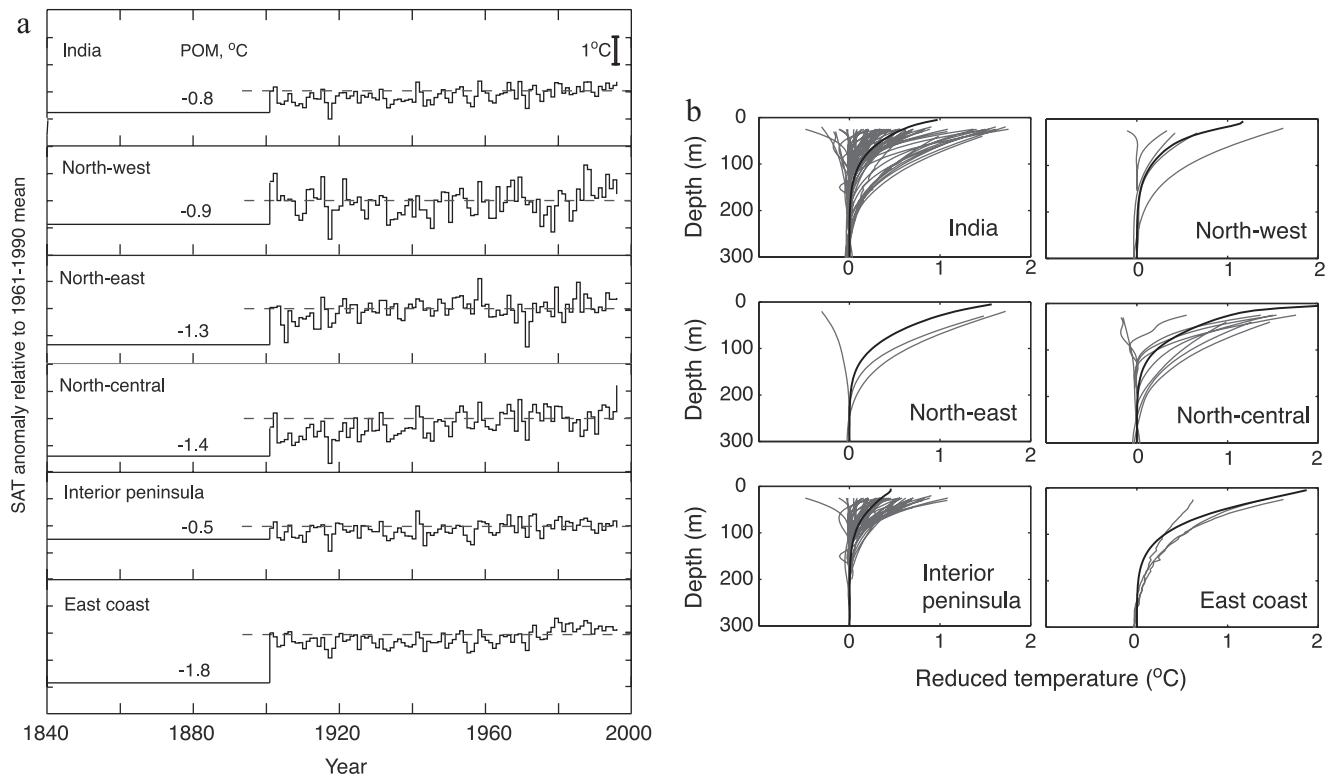 a
India POM, °C 1°C
-0.8
North-west
-0.9
North-east
-1.3
North-central
-1.4
Interior peninsula
-0.5
East coast
-1.8
SAT anomaly relative to 1961-1990 mean
1840 1880 1920 1960 2000
Year
b
Depth (m)
0
100
200
300
India
0 1 2
North-west
0 1 2
Depth (m)
0
100
200
300
North-east
0 1 2
North-central
0 1 2
Depth (m)
0
100
200
300
Interior
peninsula
0 1 2
East coast
0 1 2
Reduced temperature (°C)